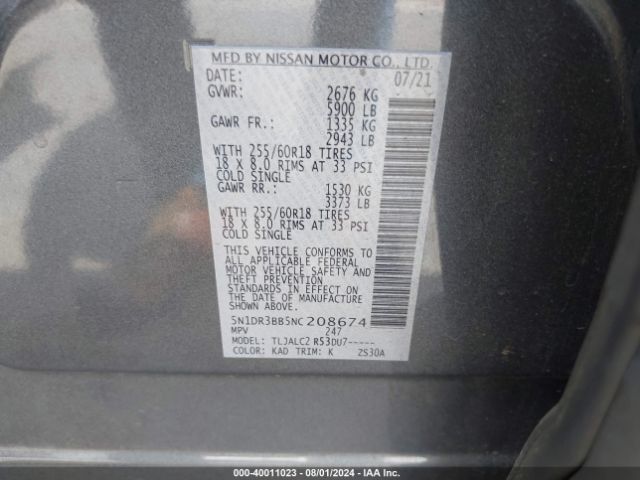 MFD BY NISSAN MOTOR CO., LTD.
DATE: 07/21
GVWR: 2676 KG
5900 LB
GAWR FR.: 1335 KG
2943 LB
WITH 255/60R18 TIRES
18 X 8.0 RIMS AT 33 PSI
COLD SINGLE
GAWR RR.: 1530 KG
3373 LB
WITH 255/60R18 TIRES
18 X 8.0 RIMS AT 33 PSI
COLD SINGLE
THIS VEHICLE CONFORMS TO
ALL APPLICABLE FEDERAL
MOTOR VEHICLE SAFETY AND
THEFT PREVENTION
STANDARDS IN EFFECT ON
THE DATE OF MANUFACTURE
SHOWN ABOVE.
5N1DR3BB5NC208674
MPV 247
MODEL: TLJALC2 R53DU7-----
COLOR: KAD TRIM: K 2S30A
00-40011023 - 08/01/2024 - IAA Inc.